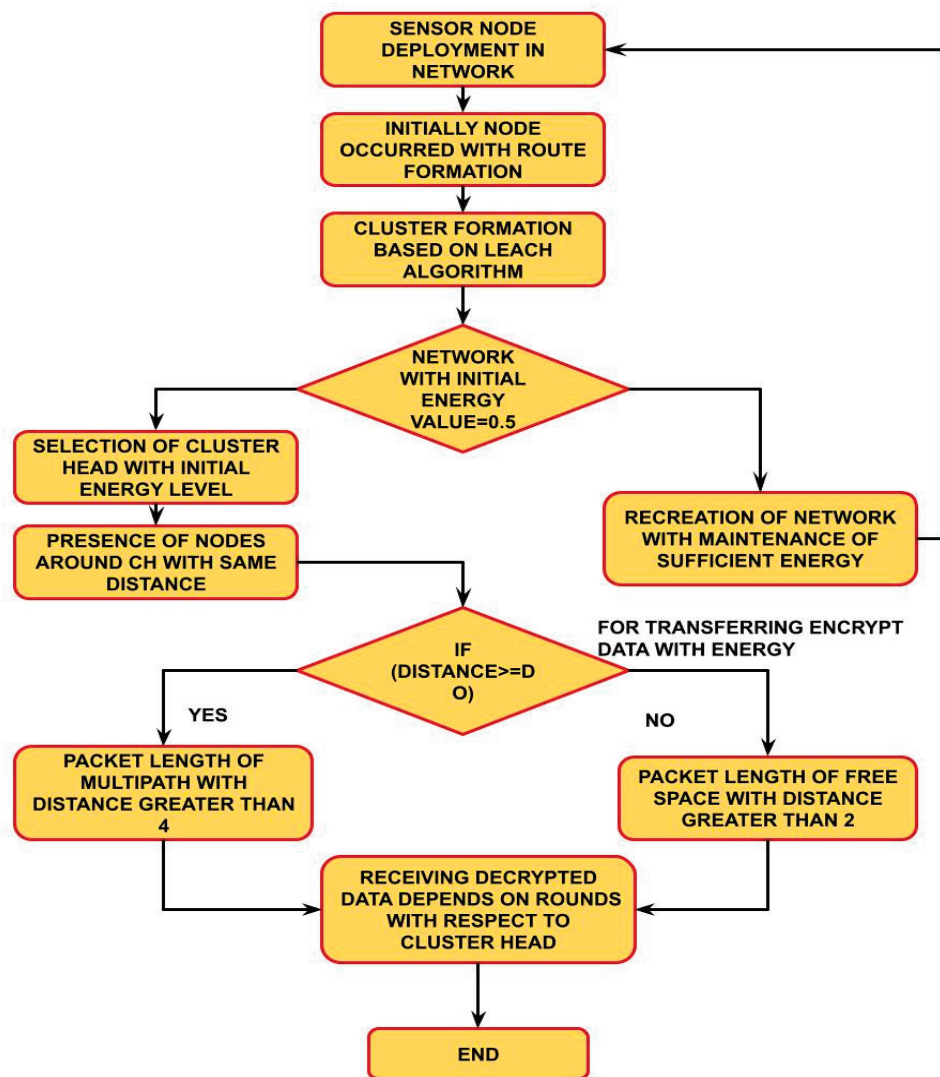 SENSOR NODE
DEPLOYMENT IN
NETWORK
INITIALLY NODE
OCCURRED WITH ROUTE
FORMATION
CLUSTER FORMATION
BASED ON LEACH
ALGORITHM
NETWORK
WITH INITIAL
ENERGY
VALUE=0.5
SELECTION OF CLUSTER
HEAD WITH INITIAL
ENERGY LEVEL
PRESENCE OF NODES
AROUND CH WITH SAME
DISTANCE
RECREATION OF NETWORK
WITH MAINTENANCE OF
SUFFICIENT ENERGY
IF
(DISTANCE>=D
O)
FOR TRANSFERRING ENCRYPT
DATA WITH ENERGY
YES
NO
PACKET LENGTH OF
MULTIPATH WITH
DISTANCE GREATER THAN
4
PACKET LENGTH OF FREE
SPACE WITH DISTANCE
GREATER THAN 2
RECEIVING DECRYPTED
DATA DEPENDS ON ROUNDS
WITH RESPECT TO
CLUSTER HEAD
END